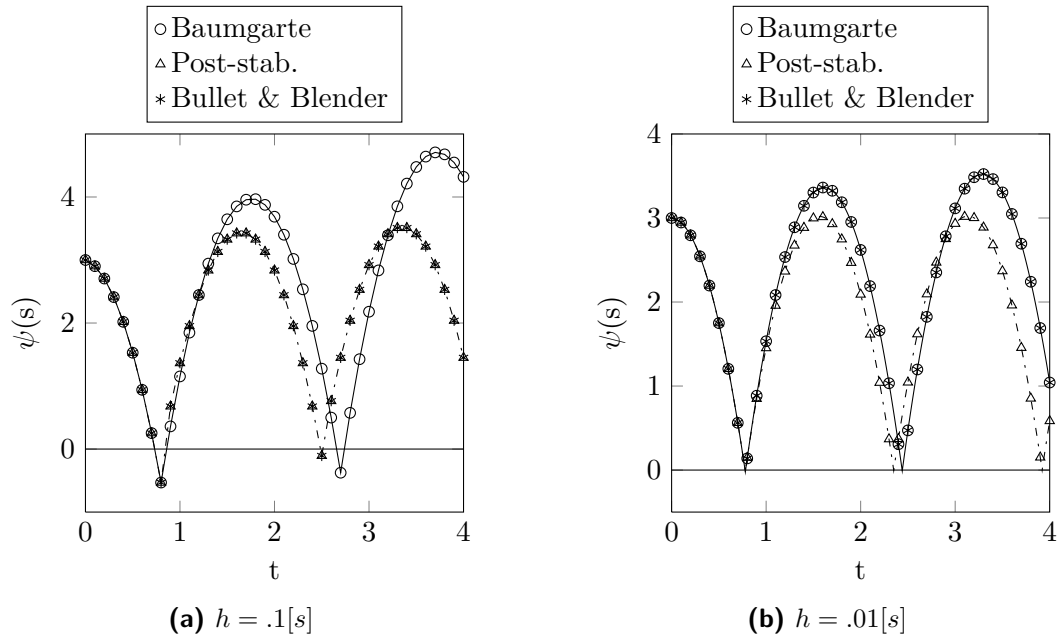 Baumgarte
Post-stab.
Bullet & Blender
ψ(s)
4
2
0
0 1 2 3 4
t
(a) h = .1[s]
Baumgarte
Post-stab.
Bullet & Blender
ψ(s)
4
3
2
1
0
0 1 2 3 4
t
(b) h = .01[s]